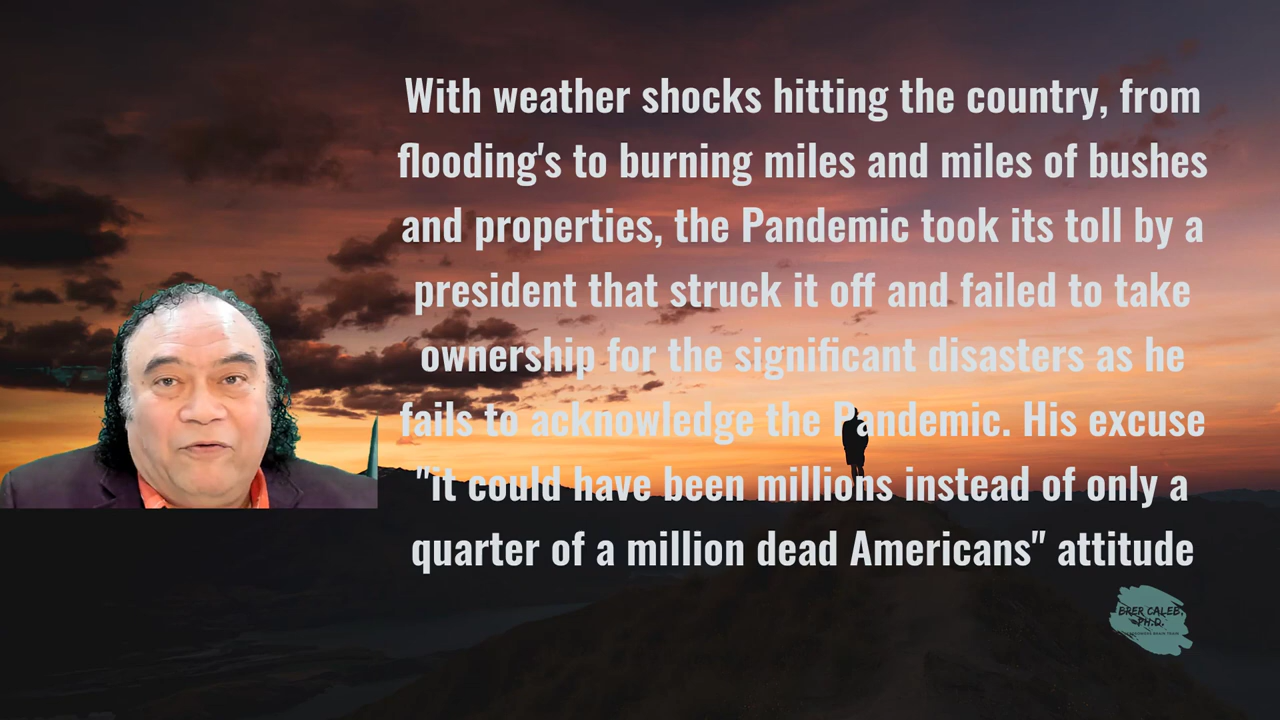 With weather shocks hitting the country, from
flooding's to burning miles and miles of bushes
and properties, the Pandemic took its toll by a
president that struck it off and failed to take
ownership for the significant disasters as he
fails to acknowledge the Pandemic. His excuse
"it could have been millions instead of only a
quarter of a million dead Americans" attitude
BRER CALEB,
PH.D.